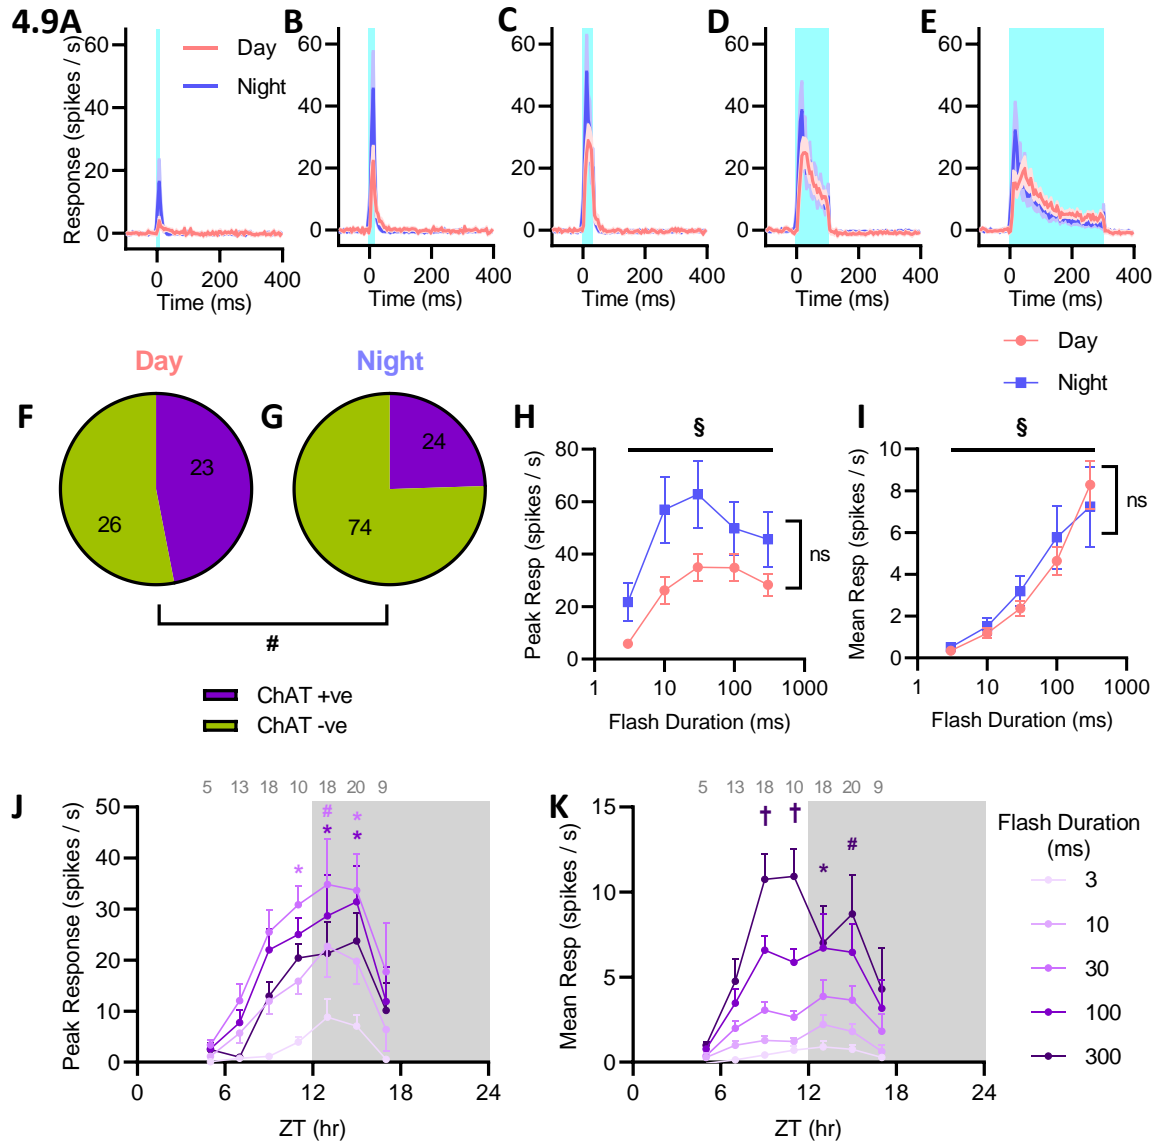 4.9A
B
C
D
E
Response (spikes / s)
60
40
20
0
Day
Night
0 200 400
Time (ms)
60
40
20
0
0 200 400
Time (ms)
60
40
20
0
0 200 400
Time (ms)
60
40
20
0
0 200 400
Time (ms)
60
40
20
0
0 200 400
Time (ms)
Day
Night
F
Day
23
26
G
Night
24
74
#
ChAT +ve
ChAT -ve
H
§
Peak Resp (spikes / s)
80
60
40
20
0
ns
1 10 100 1000
Flash Duration (ms)
I
§
Mean Resp (spikes / s)
10
8
6
4
2
0
ns
1 10 100 1000
Flash Duration (ms)
J
5 13 18 10 18 20 9
Peak Response (spikes / s)
50
40
30
20
10
0
# *
* *
*
0 6 12 18 24
ZT (hr)
K
5 13 18 10 18 20 9
Mean Resp (spikes / s)
15
10
5
0
† †
#
*
0 6 12 18 24
ZT (hr)
Flash Duration
(ms)
3
10
30
100
300